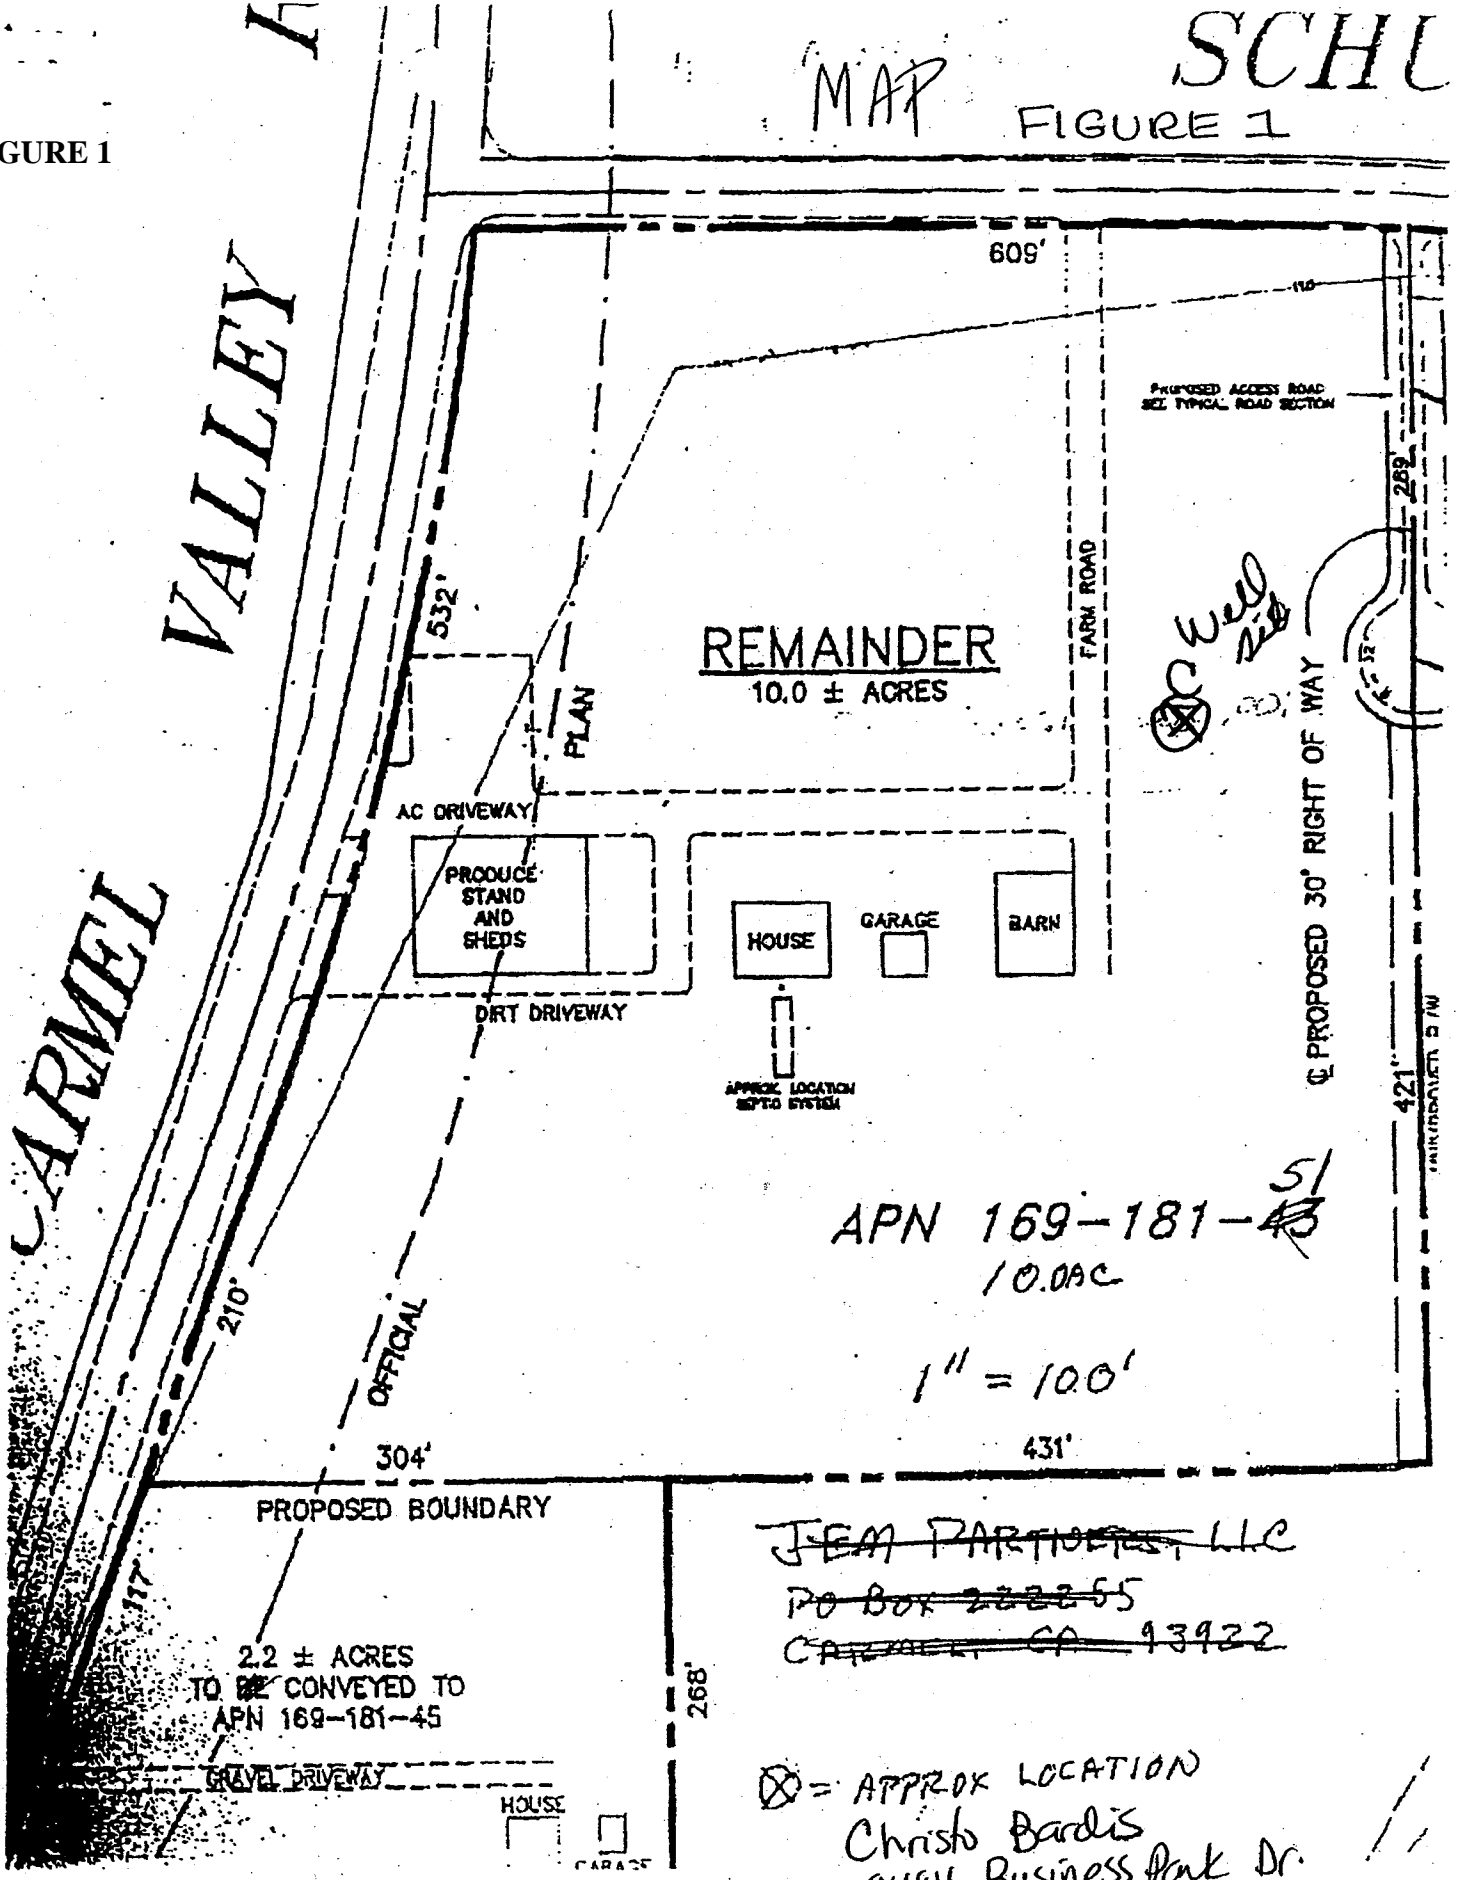 SCHU
MAP
FIGURE 1
GURE 1
609'
PROPOSED ACCESS ROAD
SEE TYPICAL ROAD SECTION
VALLEY
289'
532'
FARM ROAD
Well
REMAINDER
10.0 ± ACRES
32'
PLAN
AC DRIVEWAY
PRODUCE
STAND
AND
SHEDS
HOUSE
GARAGE
BARN
℄ PROPOSED 30' RIGHT OF WAY
DIRT DRIVEWAY
APPROX. LOCATION
SEPTIC SYSTEM
CARMEL
421'
51
APN 169-181-43
10.0AC
210'
OFFICIAL
1" = 100'
304'
431'
PROPOSED BOUNDARY
JEM PARTNERS, LLC
PO BOX 222255
CARMEL, CA 93922
117'
2.2 ± ACRES
TO BE CONVEYED TO
APN 169-181-45
268'
GRAVEL DRIVEWAY
HOUSE
GARAGE
⊗ = APPROX LOCATION
Christo Bardis
Business Park Dr.